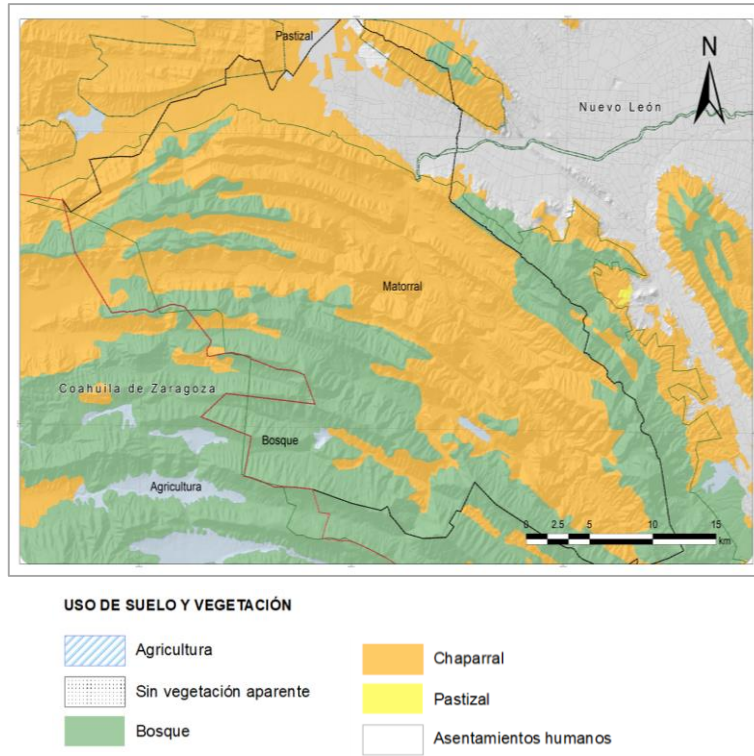 Pastizal
N
Nuevo León
Matorral
Coahuila de Zaragoza
Bosque
Agricultura
0 2.5 5 10 15
km
USO DE SUELO Y VEGETACIÓN
Agricultura
Sin vegetación aparente
Bosque
Chaparral
Pastizal
Asentamientos humanos